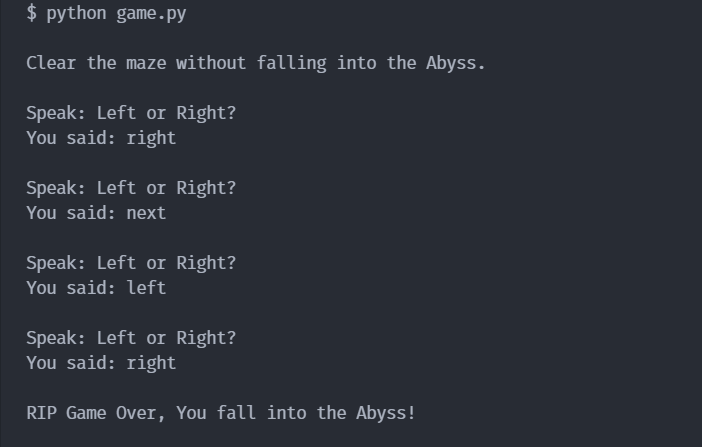 $ python game.py
Clear the maze without falling into the Abyss.
Speak: Left or Right?
You said: right
Speak: Left or Right?
You said: next
Speak: Left or Right?
You said: left
Speak: Left or Right?
You said: right
RIP Game Over, You fall into the Abyss!